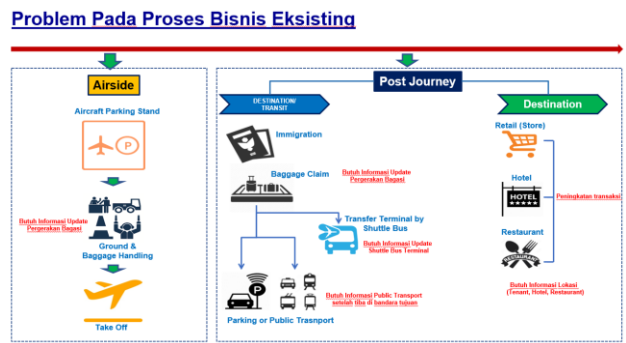 Problem Pada Proses Bisnis Eksisting
Airside
Post Journey
Aircraft Parking Stand
P
Butuh Informasi Update
Pergerakan Bagasi
Ground &
Baggage Handling
Take Off
DESTINATION/
TRANSIT
Immigration
Baggage Claim
Butuh Informasi Update
Pergerakan Bagasi
Transfer Terminal by
Shuttle Bus
Butuh Informasi Update
Shuttle Bus Terminal
P
Butuh Informasi Public Transport
setelah tiba di bandara tujuan
Parking or Public Trasnport
Destination
Retail (Store)
Hotel
HOTEL
Peningkatan transaksi
Restaurant
RESTAURANT
Butuh Informasi Lokasi
(Tenant, Hotel, Restaurant)